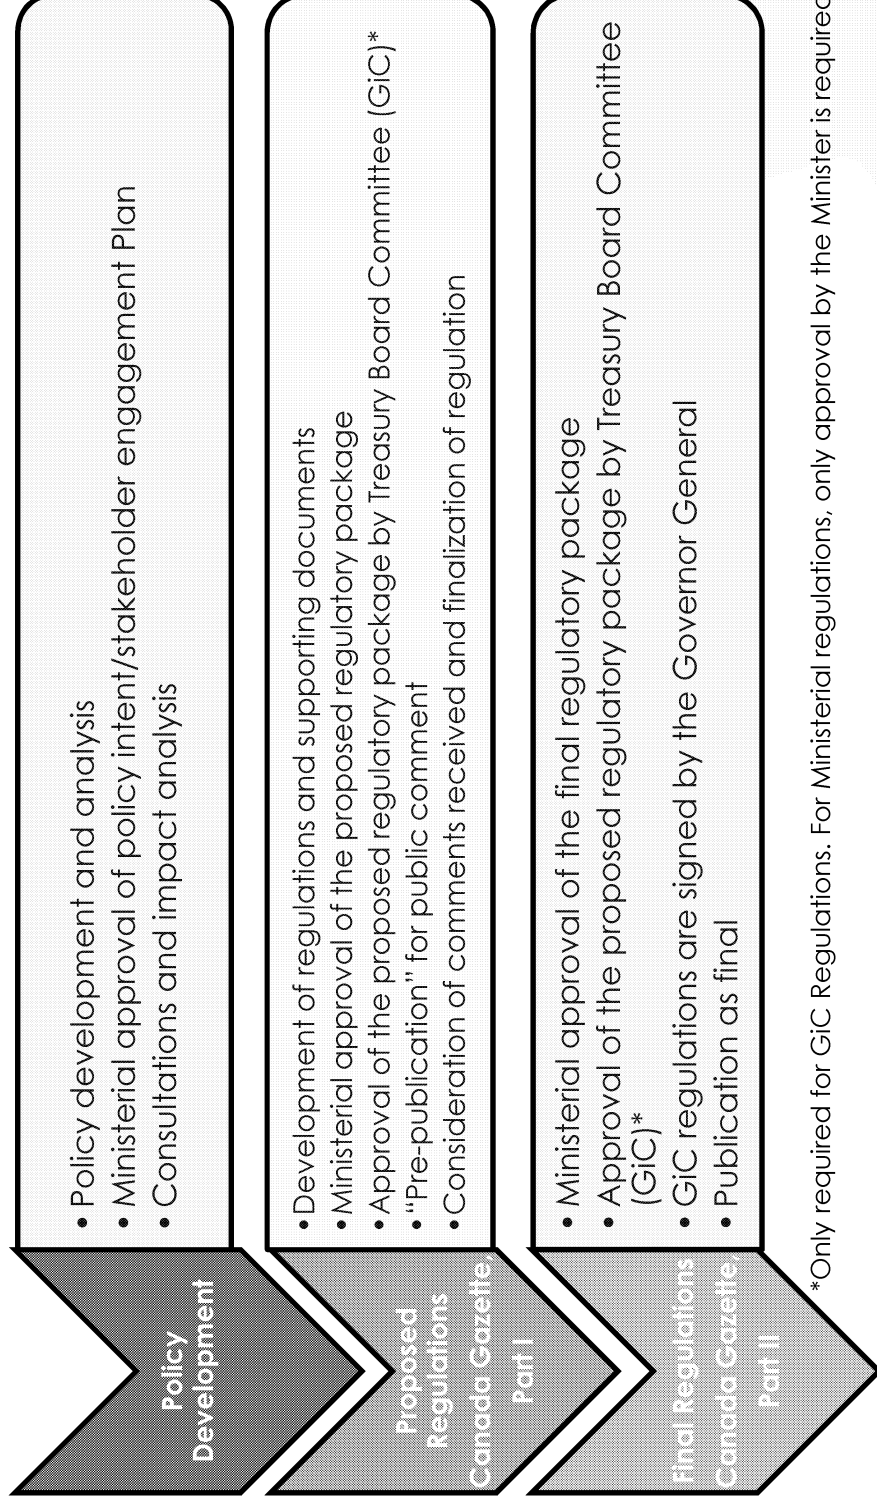 Policy
Development
• Policy development and analysis
• Ministerial approval of policy intent/stakeholder engagement Plan
• Consultations and impact analysis
Proposed
Regulations
Canada Gazette,
Part I
• Development of regulations and supporting documents
• Ministerial approval of the proposed regulatory package
• Approval of the proposed regulatory package by Treasury Board Committee (GiC)*
• “Pre-publication” for public comment
• Consideration of comments received and finalization of regulation
Final Regulations
Canada Gazette,
Part II
• Ministerial approval of the final regulatory package
• Approval of the proposed regulatory package by Treasury Board Committee
(GiC)*
• GiC regulations are signed by the Governor General
• Publication as final
*Only required for GiC Regulations. For Ministerial regulations, only approval by the Minister is required